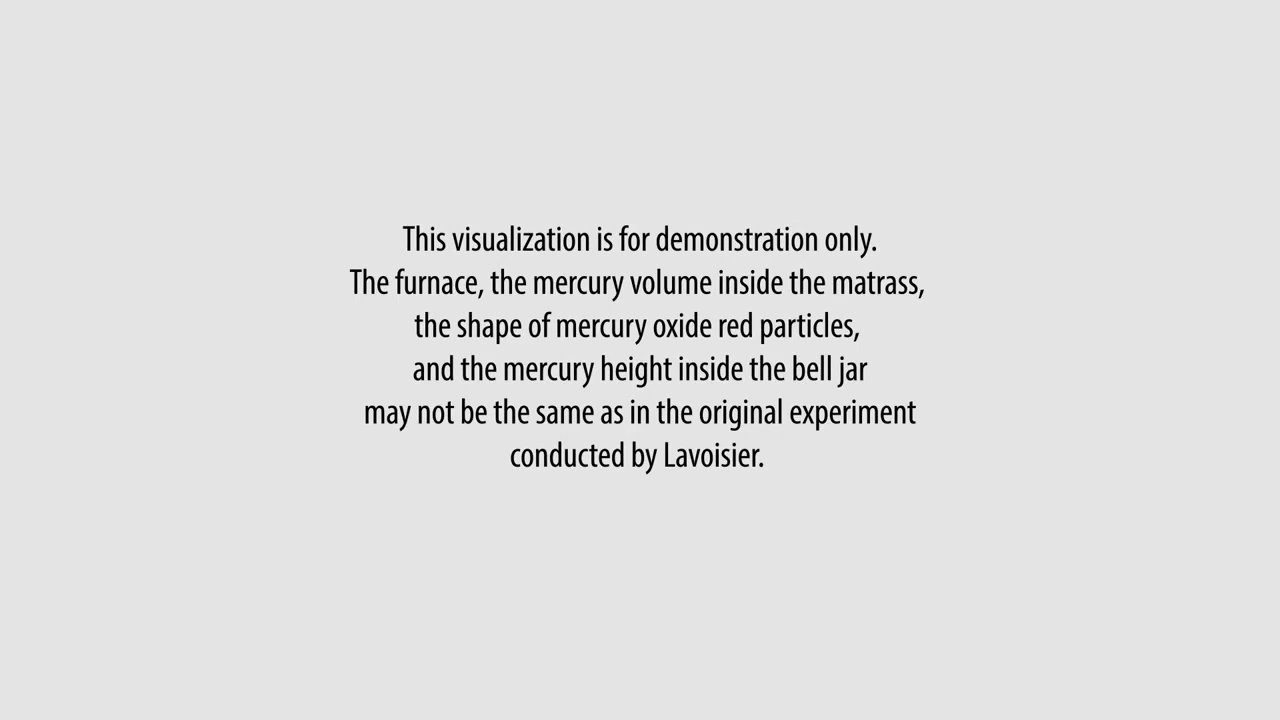 This visualization is for demonstration only.
The furnace, the mercury volume inside the matrass,
the shape of mercury oxide red particles,
and the mercury height inside the bell jar
may not be the same as in the original experiment
conducted by Lavoisier.